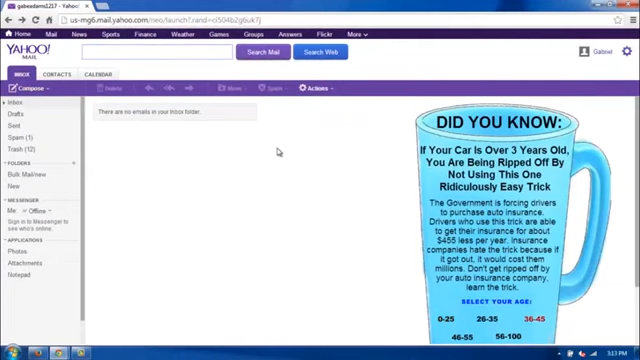 gabeadams1217 - Yahoo! M
us-mg6.mail.yahoo.com/neo/launch?.rand=ci504b2g6uk7j
Home Mail News Sports Finance Weather Games Groups Answers Flickr More
YAHOO!
MAIL
Search Mail Search Web Gabriel
INBOX CONTACTS CALENDAR
Compose Delete Move Spam Actions
Inbox
There are no emails in your Inbox folder.
Drafts
Sent
Spam (1)
Trash (12)
FOLDERS
Bulk Mail/new
New
MESSENGER
Me: Offline
Sign in to Messenger to
see who's online.
APPLICATIONS
Photos
Attachments
Notepad
DID YOU KNOW:
If Your Car Is Over 3 Years Old,
You Are Being Ripped Off By
Not Using This One
Ridiculously Easy Trick
The Government is forcing drivers
to purchase auto insurance.
Drivers who use this trick are able
to get their insurance for about
$455 less per year. Insurance
companies hate the trick because if
it got out, it would cost them
millions. Don't get ripped off by
your auto insurance company,
learn the trick.
SELECT YOUR AGE:
0-25 26-35 36-45
46-55 56-100
3:13 PM